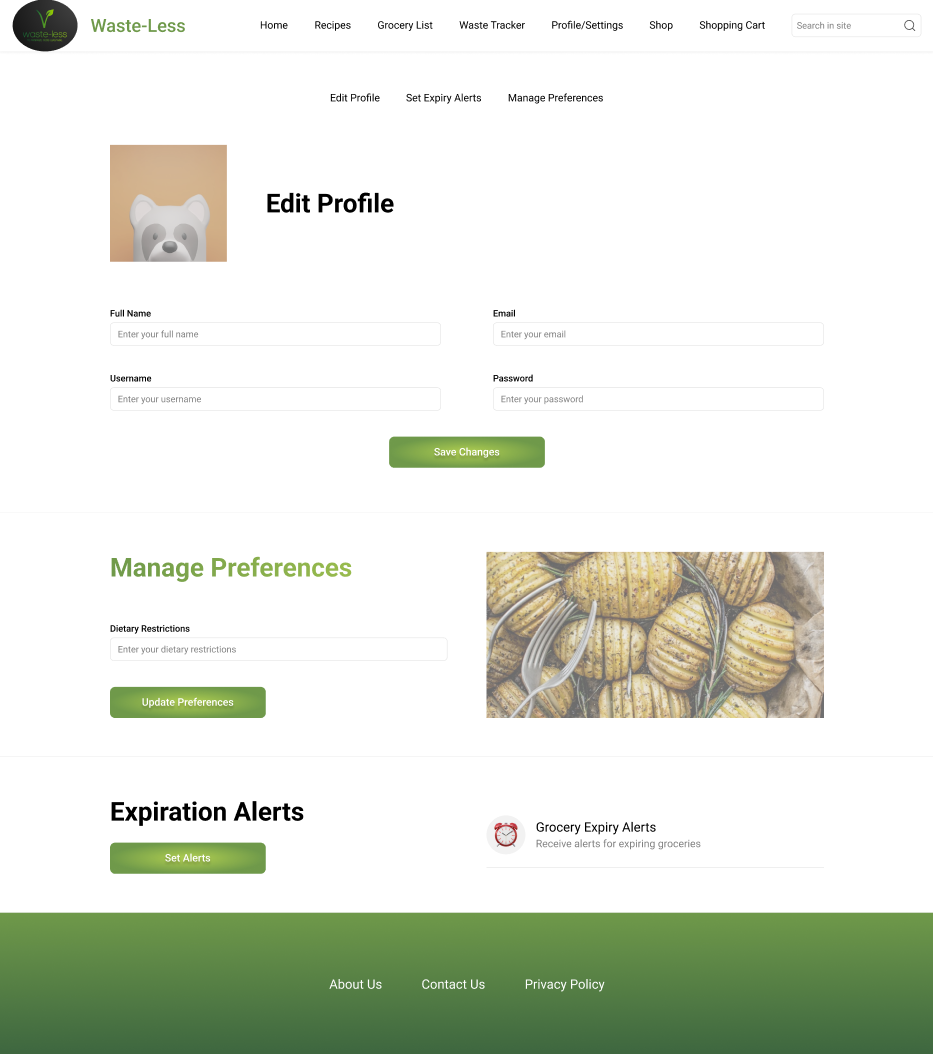 waste-less
Waste-Less
Home
Recipes
Grocery List
Waste Tracker
Profile/Settings
Shop
Shopping Cart
Search in site
Edit Profile
Set Expiry Alerts
Manage Preferences
Edit Profile
Full Name
Enter your full name
Email
Enter your email
Username
Enter your username
Password
Enter your password
Save Changes
Manage Preferences
Dietary Restrictions
Enter your dietary restrictions
Update Preferences
Expiration Alerts
Set Alerts
Grocery Expiry Alerts
Receive alerts for expiring groceries
About Us
Contact Us
Privacy Policy